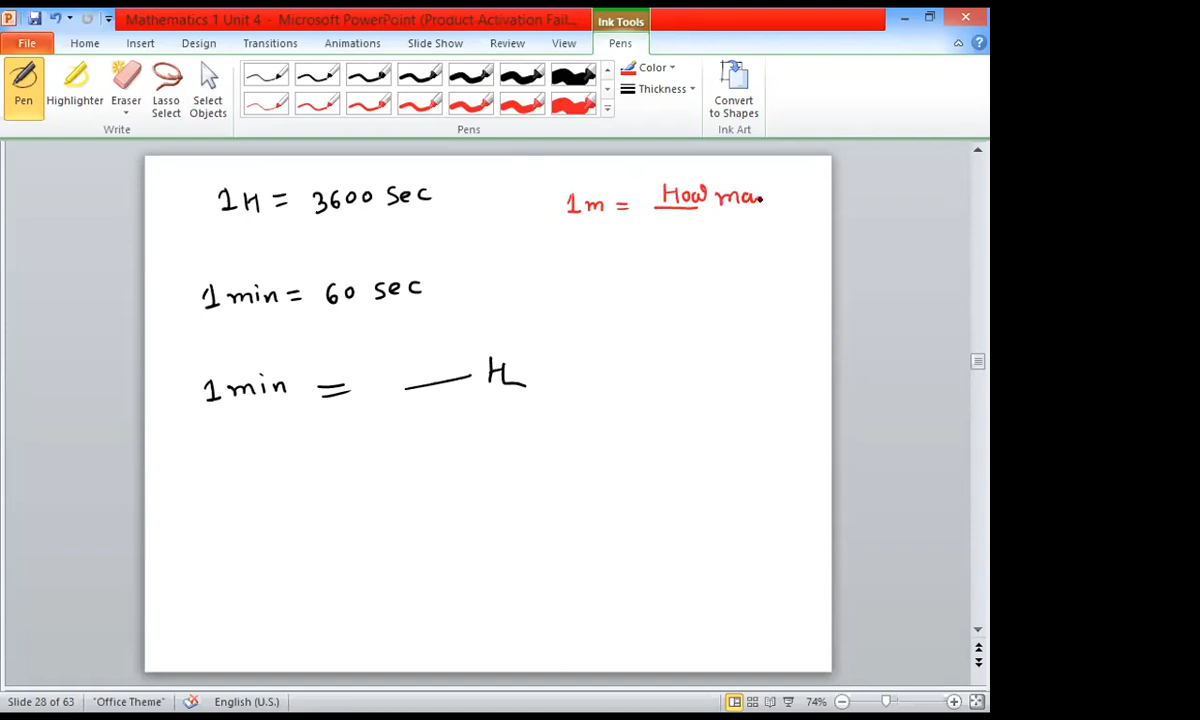 Mathematics 1 Unit 4 - Microsoft PowerPoint (Product Activation Fail...
Ink Tools
File Home Insert Design Transitions Animations Slide Show Review View Pens
Pen Highlighter Eraser Lasso Select Select Objects
Color
Thickness
Convert to Shapes
Write Pens Ink Art
1H = 3600 Sec
1m = How ma
1min = 60 sec
1min = — H
Slide 28 of 63 "Office Theme" English (U.S.) 74%